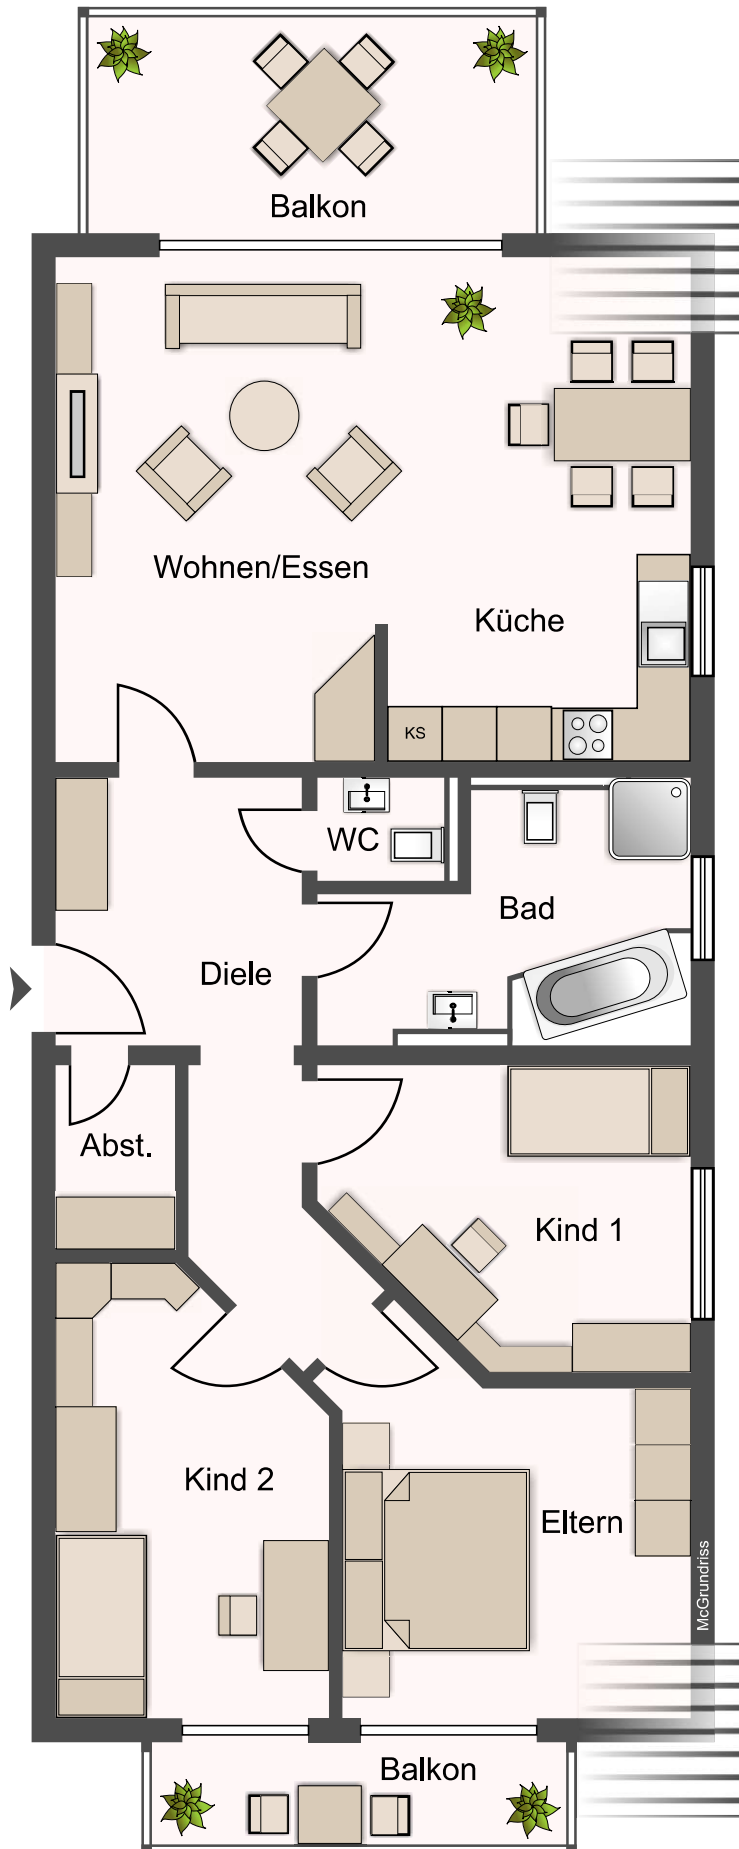 Balkon
Wohnen/Essen
Küche
KS
WC
Bad
Diele
Abst.
Kind 1
Kind 2
Eltern
McGrundriss
Balkon